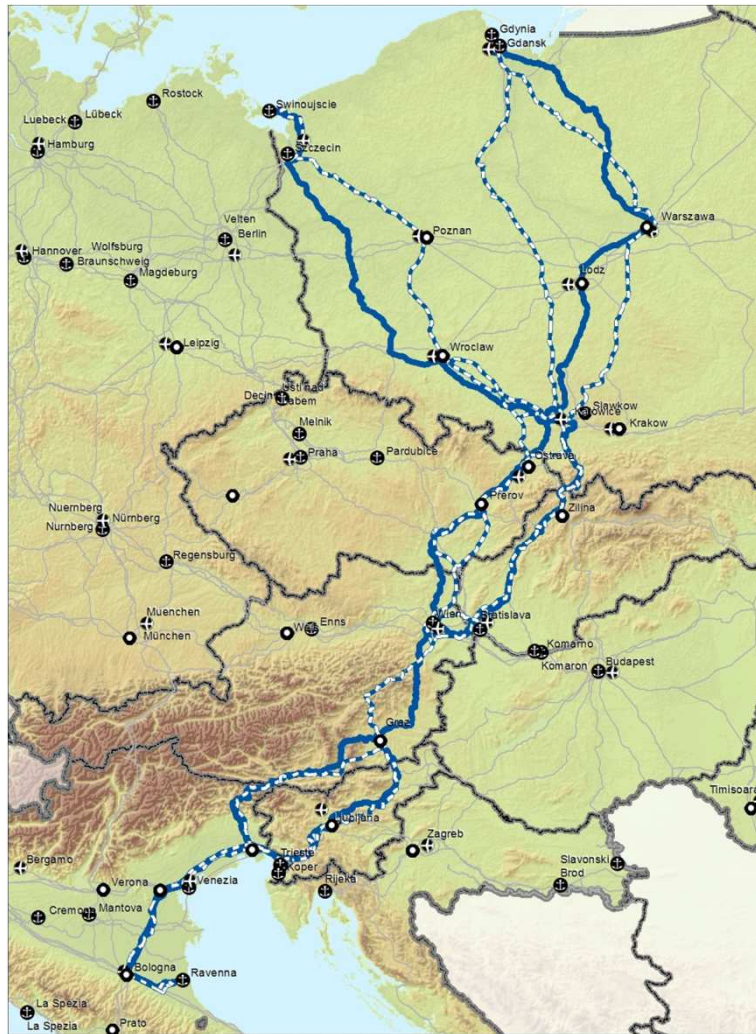 Gdynia
Gdansk
Rostock
Swinoujscie
Luebeck
Lübeck
Hamburg
Szczecin
Velten
Berlin
Warszawa
Poznan
Hannover
Wolfsburg
Braunschweig
Magdeburg
Lodz
Leipzig
Wroclaw
Usti nad
Decin
Labem
Slawkow
Katowice
Krakow
Melnik
Praha
Pardubice
Ostrava
Přerov
Zilina
Nuernberg
Nürnberg
Nurnberg
Regensburg
Muenchen
München
Enns
Wien
Bratislava
Komarno
Komaron
Budapest
Graz
Timisoara
Ljubljana
Zagreb
Trieste
Koper
Bergamo
Slavonski
Brod
Verona
Venezia
Rijeka
Cremona
Mantova
Bologna
Ravenna
La Spezia
La Spezia
Prato